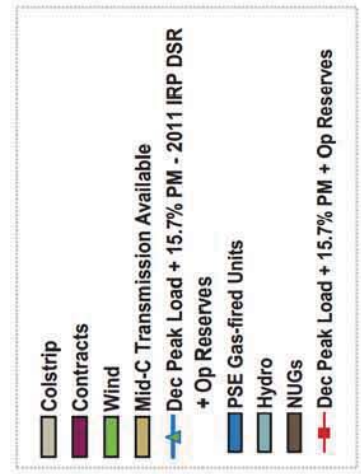 Colstrip
Contracts
Wind
Mid-C Transmission Available
Dec Peak Load + 15.7% PM - 2011 IRP DSR
+ Op Reserves
PSE Gas-fired Units
Hydro
NUGs
Dec Peak Load + 15.7% PM + Op Reserves